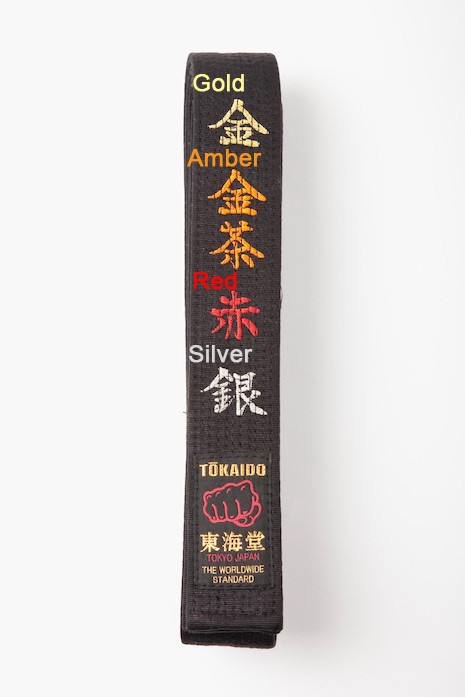 Gold
金
Amber
金
茶
Red
赤
Silver
銀
TŌKAIDO
東海堂
TOKYO JAPAN
THE WORLDWIDE
STANDARD